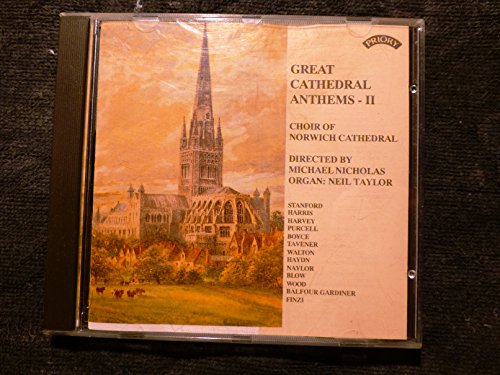 PRIORY
GREAT
CATHEDRAL
ANTHEMS - II
CHOIR OF
NORWICH CATHEDRAL
DIRECTED BY
MICHAEL NICHOLAS
ORGAN: NEIL TAYLOR
STANFORD
HARRIS
HARVEY
PURCELL
BOYCE
TAVENER
WALTON
HAYDN
NAYLOR
BLOW
WOOD
BALFOUR GARDINER
FINZI